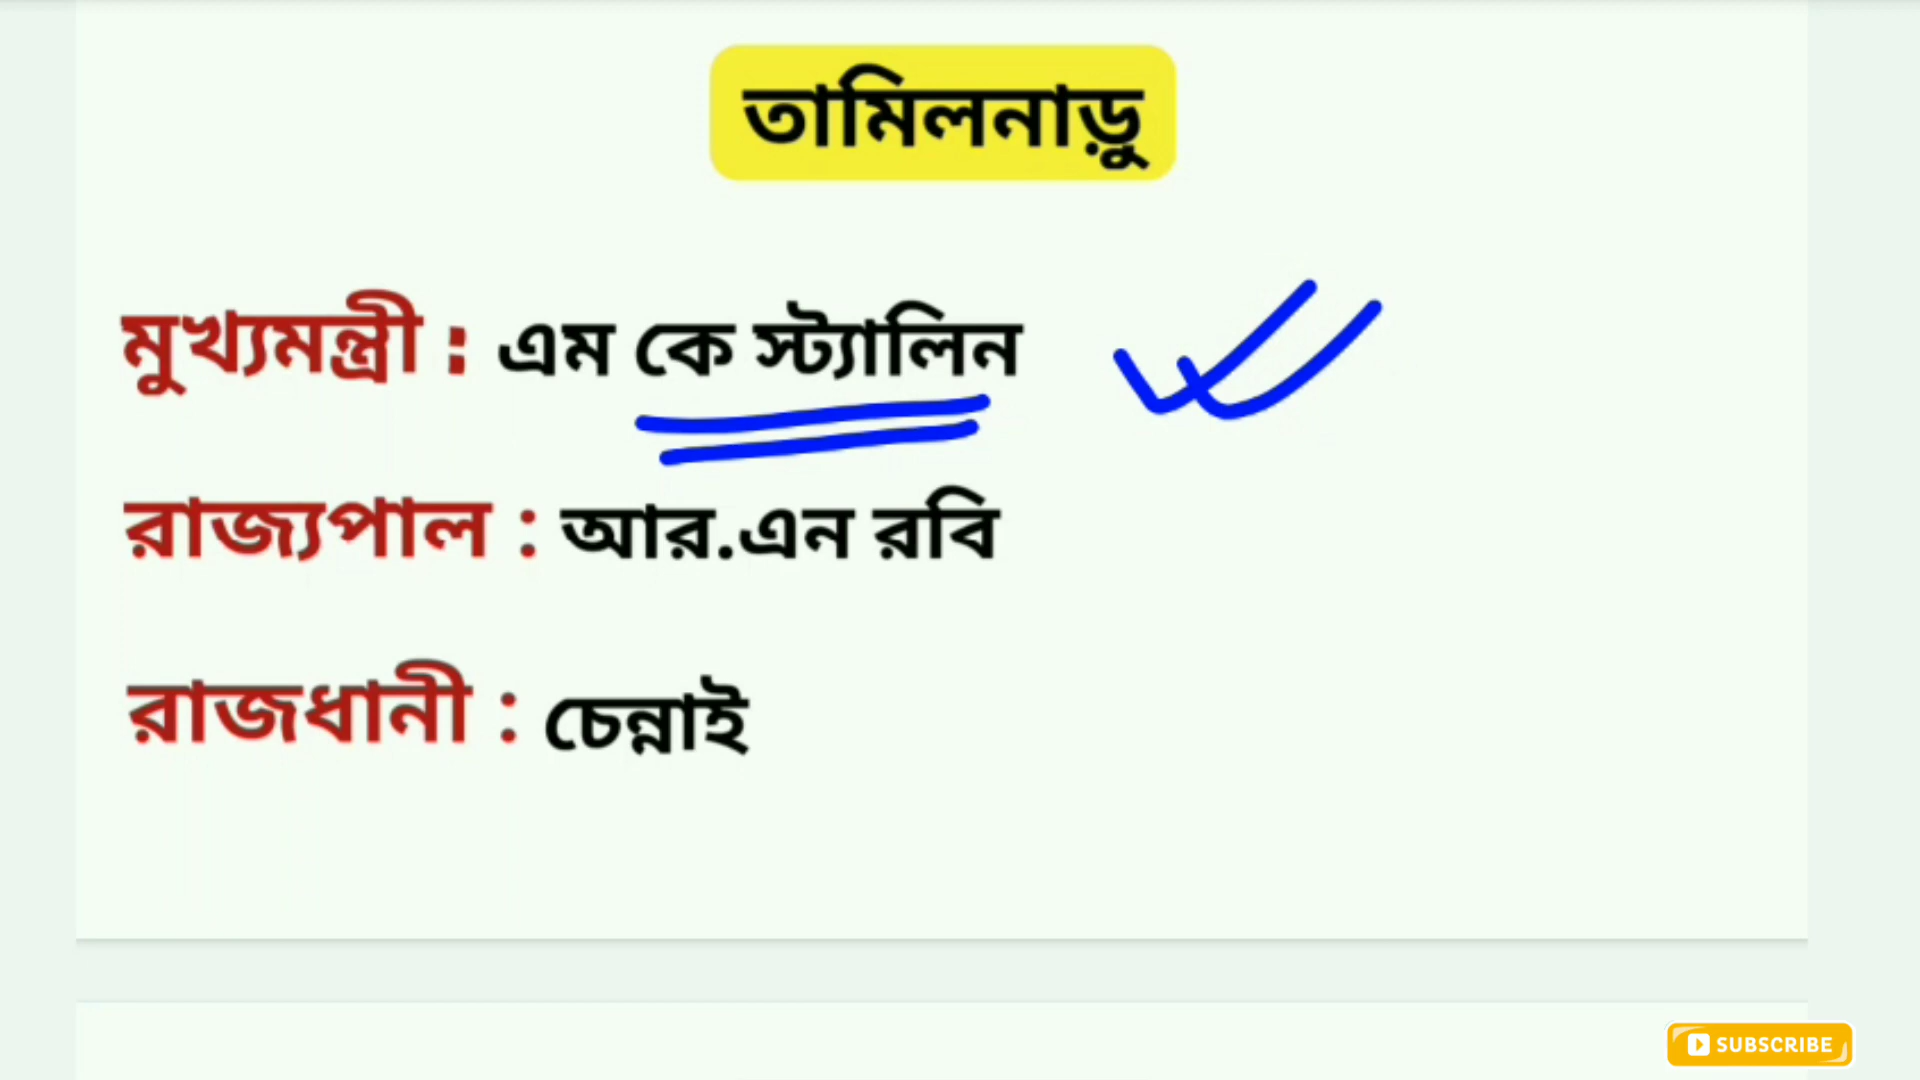 তামিলনাড়ু
মুখ্যমন্ত্রী : এম কে স্ট্যালিন
রাজ্যপাল : আর.এন রবি
রাজধানী : চেন্নাই
SUBSCRIBE